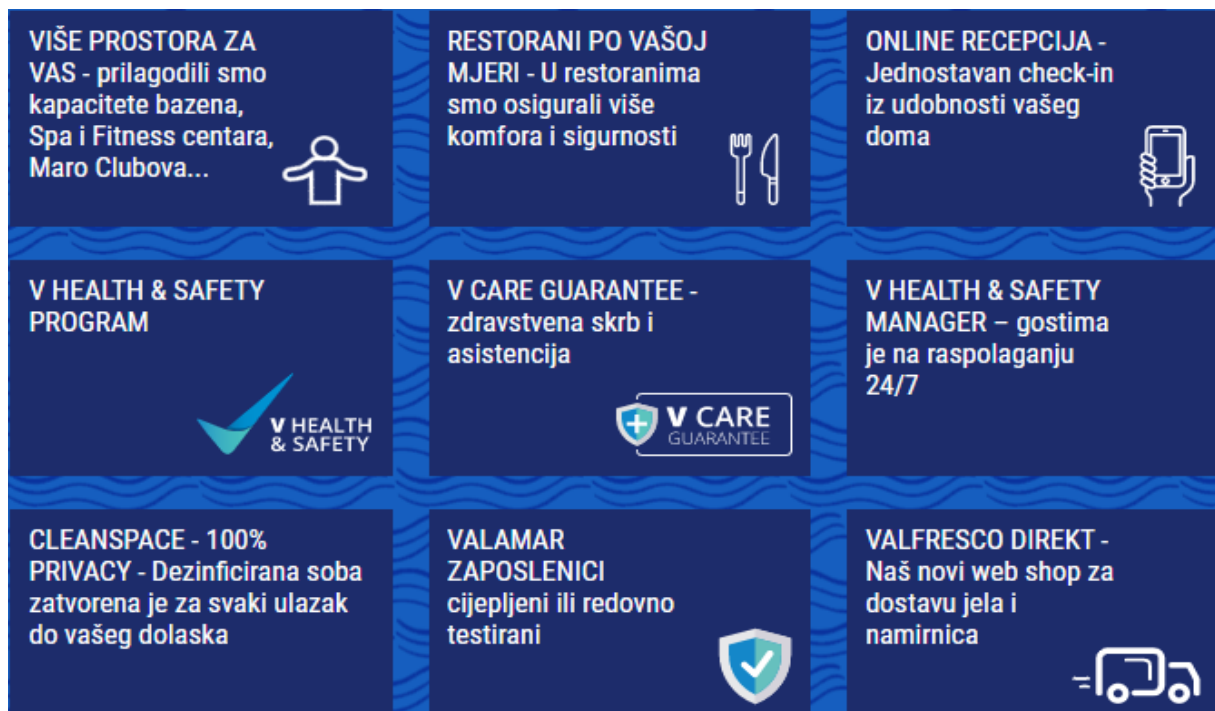 VIŠE PROSTORA ZA
VAS - prilagodili smo
kapacitete bazena,
Spa i Fitness centara,
Maro Clubova...
RESTORANI PO VAŠOJ
MJERI - U restoranima
smo osigurali više
komfora i sigurnosti
ONLINE RECEPCIJA -
Jednostavan check-in
iz udobnosti vašeg
doma
V HEALTH & SAFETY
PROGRAM
V HEALTH
& SAFETY
V CARE GUARANTEE -
zdravstvena skrb i
asistencija
V CARE
GUARANTEE
V HEALTH & SAFETY
MANAGER – gostima
je na raspolaganju
24/7
CLEANSPACE - 100%
PRIVACY - Dezinficirana soba
zatvorena je za svaki ulazak
do vašeg dolaska
VALAMAR
ZAPOSLENICI
cijepljeni ili redovno
testirani
VALFRESCO DIREKT -
Naš novi web shop za
dostavu jela i
namirnica